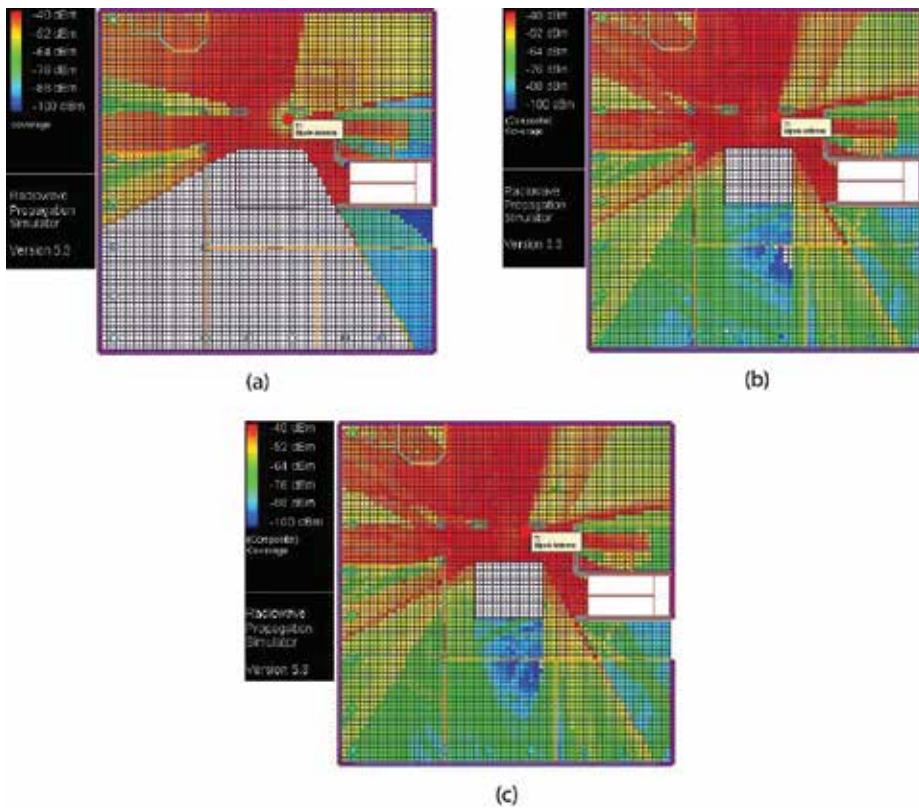 -40 dBm
-52 dBm
-64 dBm
-76 dBm
-88 dBm
-100 dBm
coverage
Radiowave
Propagation
Simulator
Version 5.3
(a)
-40 dBm
-52 dBm
-64 dBm
-76 dBm
-88 dBm
-100 dBm
(Composite)
Coverage
Radiowave
Propagation
Simulator
Version 5.3
(b)
-40 dBm
-52 dBm
-64 dBm
-76 dBm
-88 dBm
-100 dBm
(Composite)
Coverage
Radiowave
Propagation
Simulator
Version 5.3
(c)